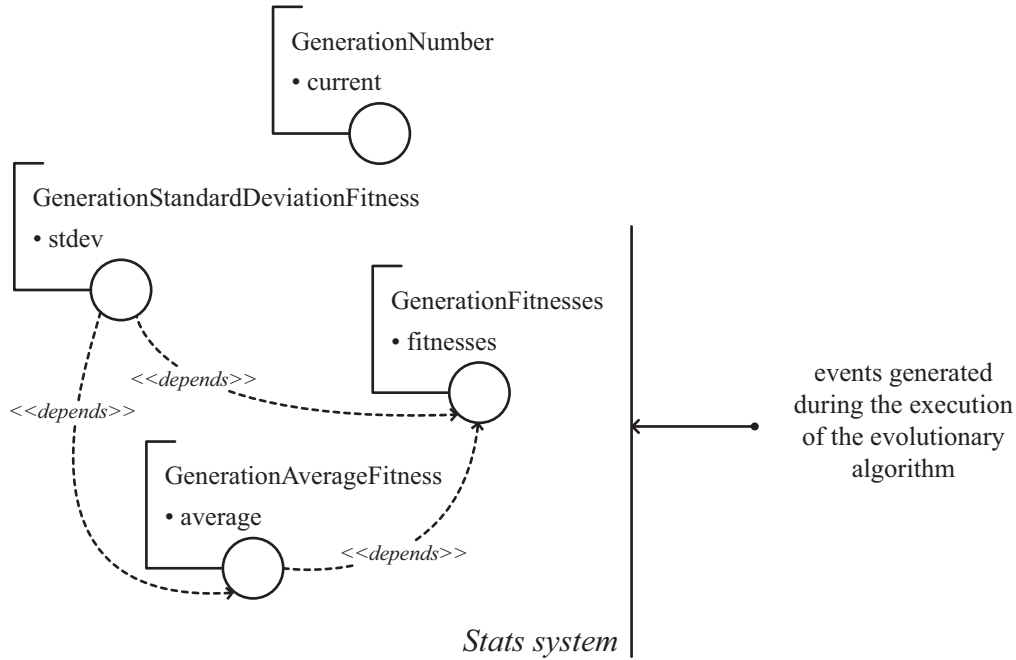 GenerationNumber
• current
GenerationStandardDeviationFitness
• stdev
GenerationFitnesses
• fitnesses
<<depends>>
<<depends>>
events generated
during the execution
of the evolutionary
algorithm
GenerationAverageFitness
• average
<<depends>>
Stats system